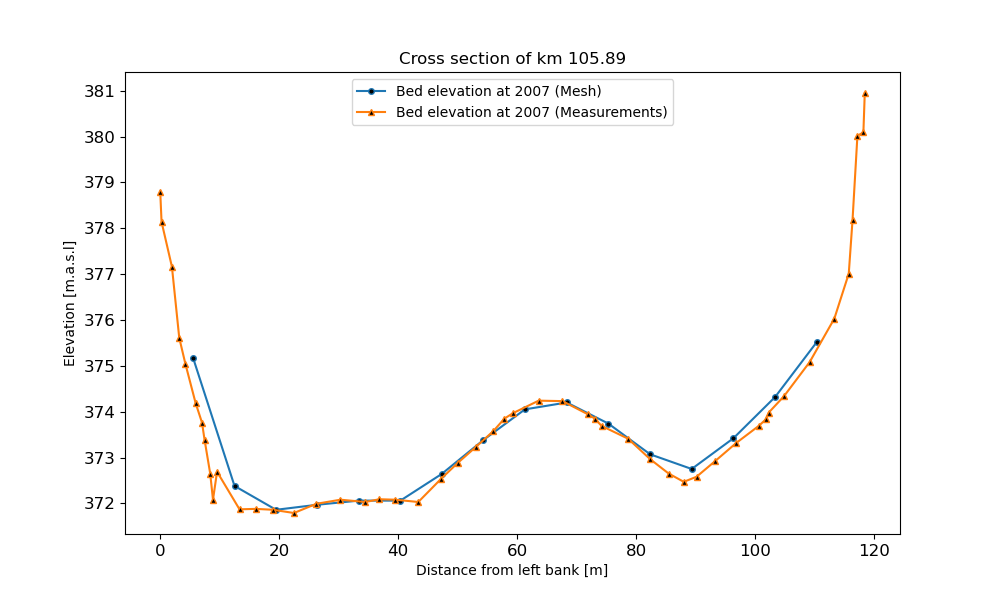 Cross section of km 105.89
Bed elevation at 2007 (Mesh)
Bed elevation at 2007 (Measurements)
381
380
379
378
377
376
375
374
373
372
Elevation [m.a.s.l]
0 20 40 60 80 100 120
Distance from left bank [m]